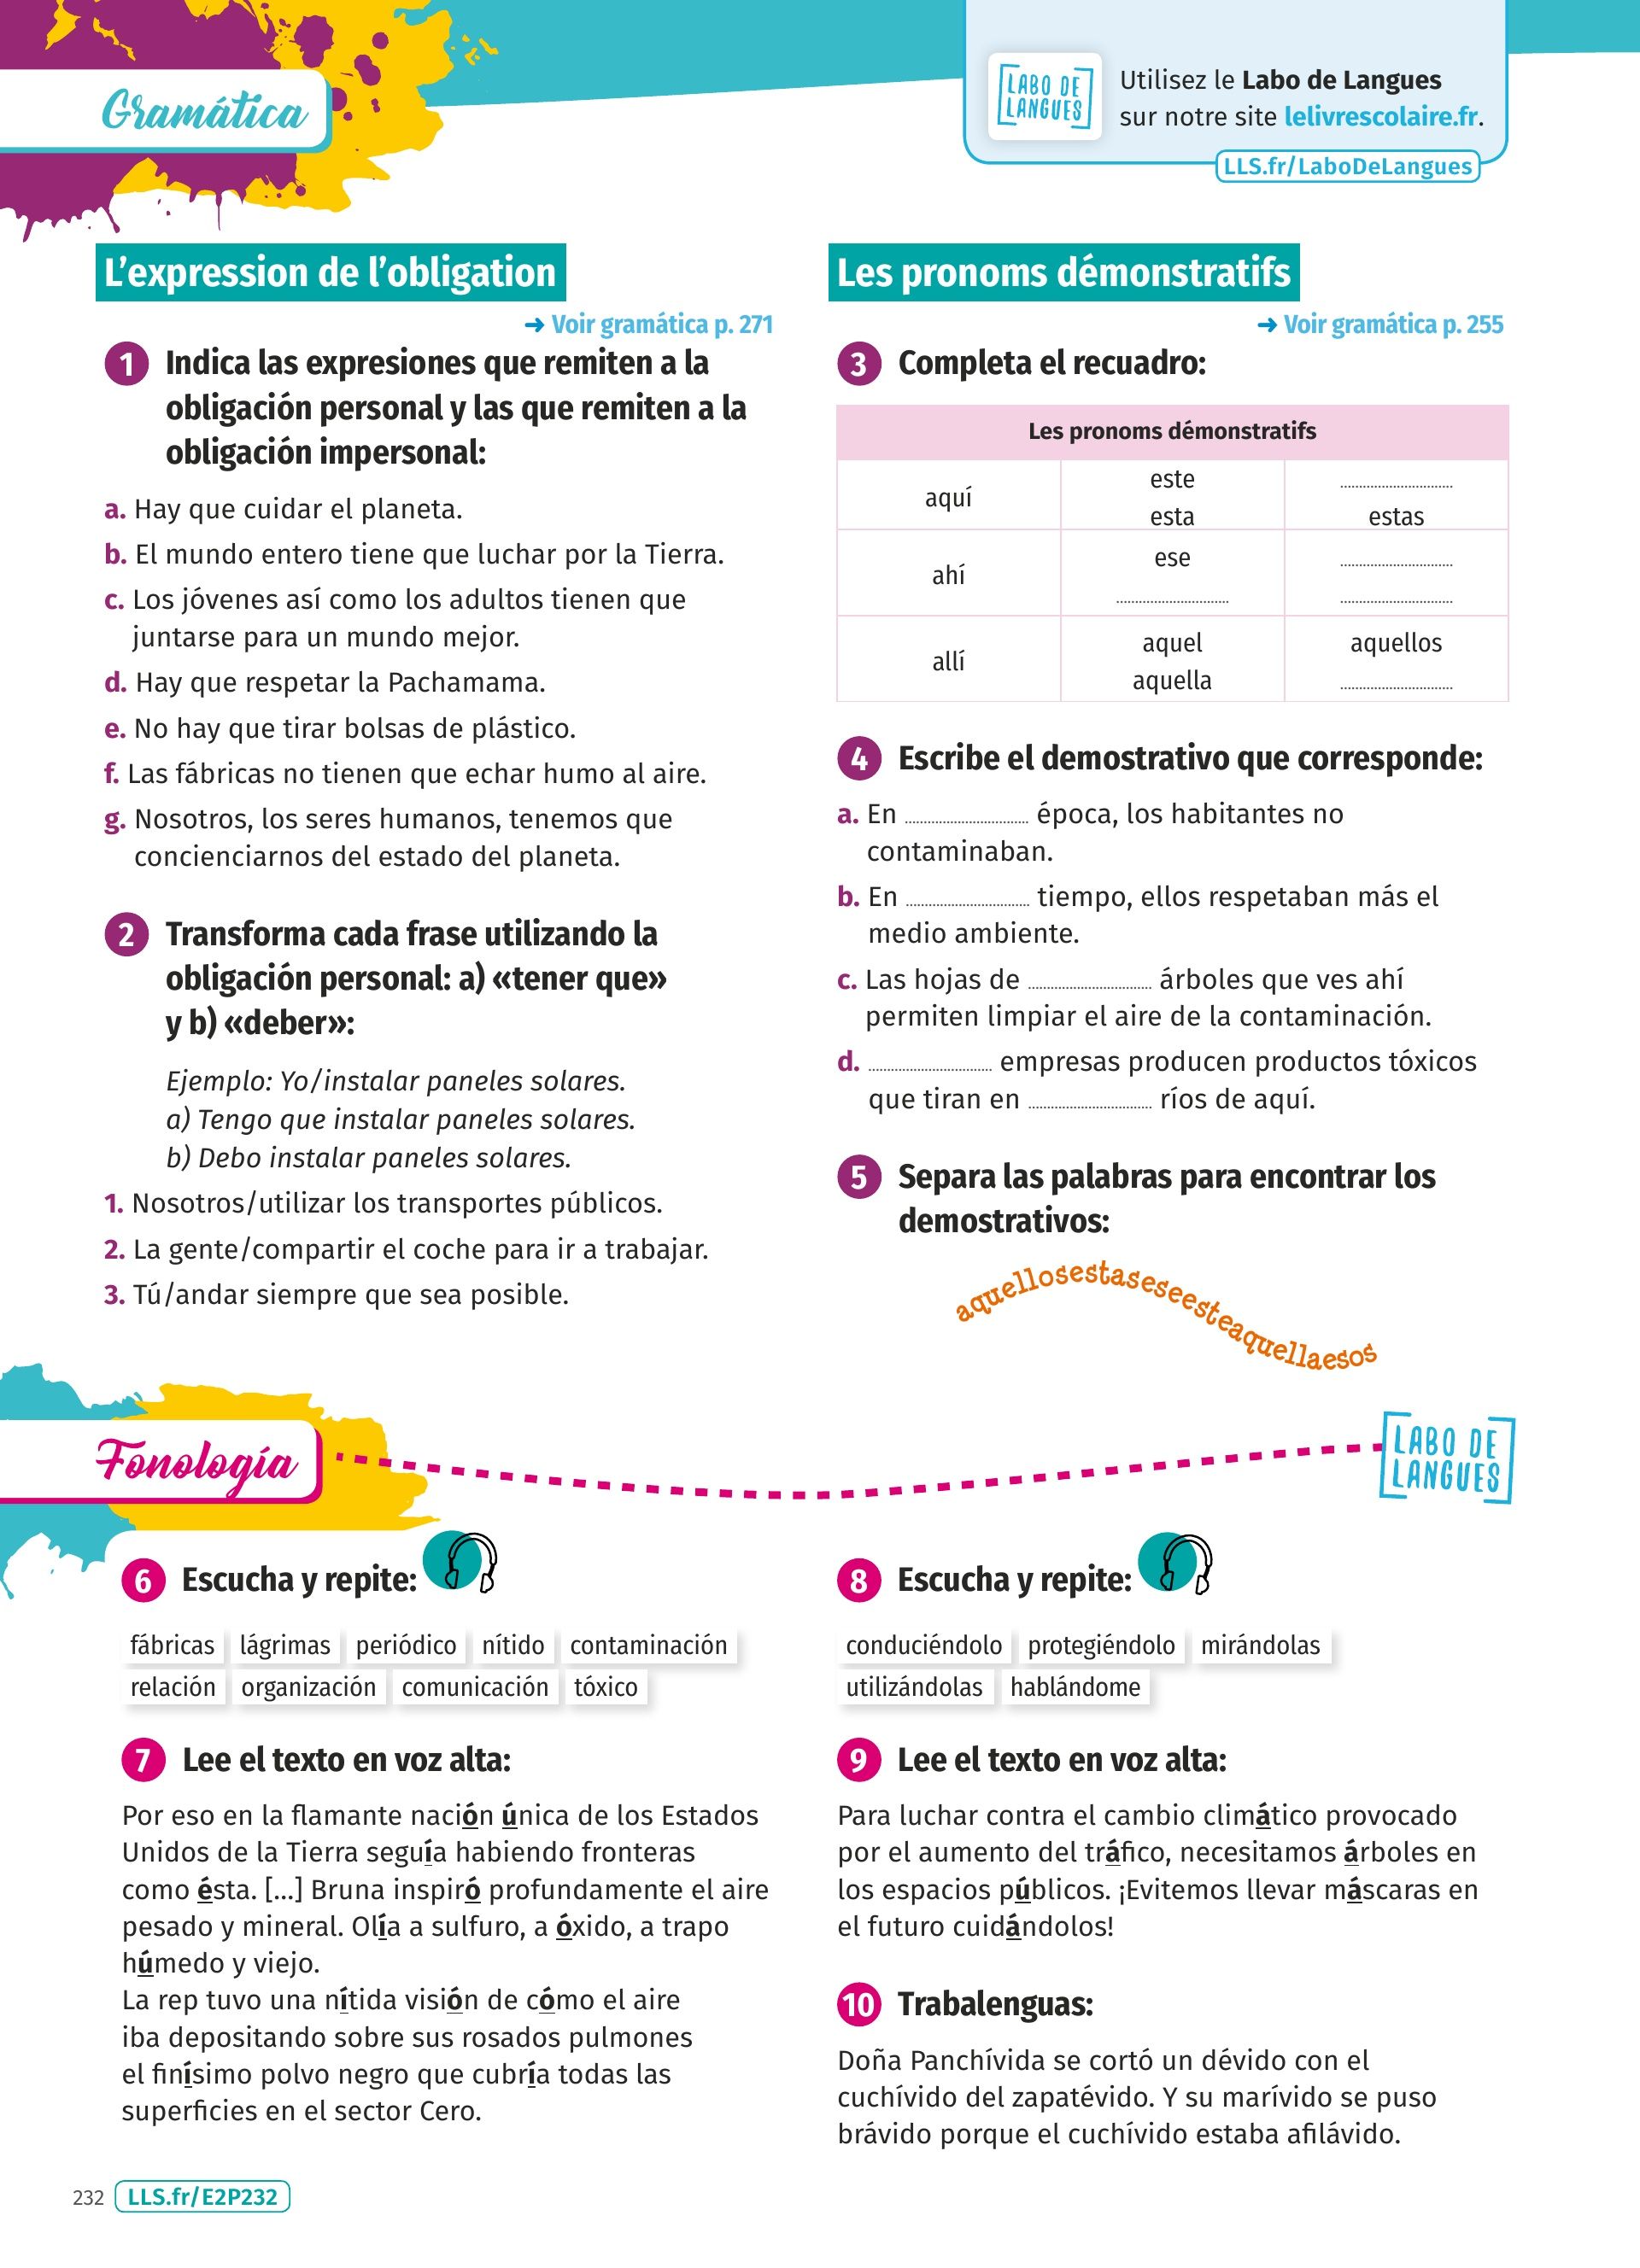 Gramática
LABO DE
LANGUES
Utilisez le Labo de Langues
sur notre site lelivrescolaire.fr.
LLS.fr/LaboDeLangues
L'expression de l'obligation
➜ Voir gramática p. 271
1 Indica las expresiones que remiten a la
obligación personal y las que remiten a la
obligación impersonal:
a. Hay que cuidar el planeta.
b. El mundo entero tiene que luchar por la Tierra.
c. Los jóvenes así como los adultos tienen que
juntarse para un mundo mejor.
d. Hay que respetar la Pachamama.
e. No hay que tirar bolsas de plástico.
f. Las fábricas no tienen que echar humo al aire.
g. Nosotros, los seres humanos, tenemos que
concienciarnos del estado del planeta.
2 Transforma cada frase utilizando la
obligación personal: a) «tener que»
y b) «deber»:
Ejemplo: Yo/instalar paneles solares.
a) Tengo que instalar paneles solares.
b) Debo instalar paneles solares.
1. Nosotros/utilizar los transportes públicos.
2. La gente/compartir el coche para ir a trabajar.
3. Tú/andar siempre que sea posible.
Les pronoms démonstratifs
➜ Voir gramática p. 255
3 Completa el recuadro:
Les pronoms démonstratifs
aquí
este
esta
..............................
estas
ahí
ese
..............................
..............................
..............................
allí
aquel
aquella
aquellos
..............................
4 Escribe el demostrativo que corresponde:
a. En .............................. época, los habitantes no
contaminaban.
b. En .............................. tiempo, ellos respetaban más el
medio ambiente.
c. Las hojas de .............................. árboles que ves ahí
permiten limpiar el aire de la contaminación.
d. .............................. empresas producen productos tóxicos
que tiran en .............................. ríos de aquí.
5 Separa las palabras para encontrar los
demostrativos:
aquellosestaseseesteaquellaesos
Fonología
LABO DE
LANGUES
6 Escucha y repite:
fábricas lágrimas periódico nítido contaminación
relación organización comunicación tóxico
7 Lee el texto en voz alta:
Por eso en la flamante nación única de los Estados
Unidos de la Tierra seguía habiendo fronteras
como ésta. [...] Bruna inspiró profundamente el aire
pesado y mineral. Olía a sulfuro, a óxido, a trapo
húmedo y viejo.
La rep tuvo una nítida visión de cómo el aire
iba depositando sobre sus rosados pulmones
el finísimo polvo negro que cubría todas las
superficies en el sector Cero.
8 Escucha y repite:
conduciéndolo protegiéndolo mirándolas
utilizándolas hablándome
9 Lee el texto en voz alta:
Para luchar contra el cambio climático provocado
por el aumento del tráfico, necesitamos árboles en
los espacios públicos. ¡Evitemos llevar máscaras en
el futuro cuidándolos!
10 Trabalenguas:
Doña Panchívida se cortó un dévido con el
cuchívido del zapatévido. Y su marívido se puso
brávido porque el cuchívido estaba afilávido.
232 LLS.fr/E2P232